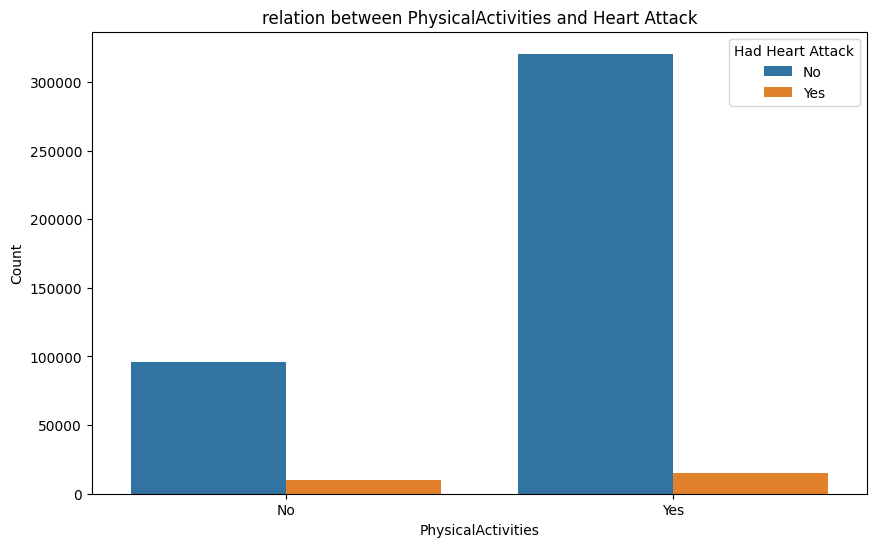 relation between PhysicalActivities and Heart Attack
Had Heart Attack
No
Yes
300000
250000
200000
150000
100000
50000
0
Count
No
Yes
PhysicalActivities